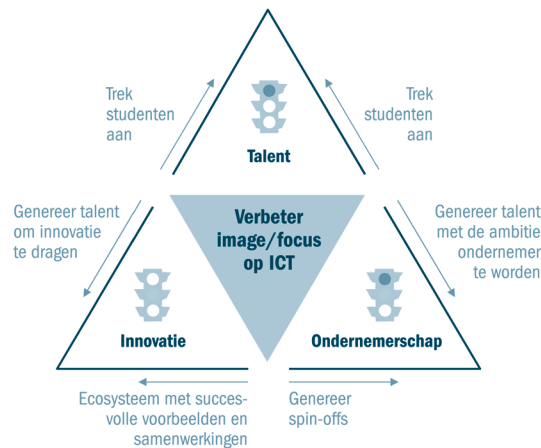 Trek
studenten
aan
Trek
studenten
aan
Talent
Genereer talent
om innovatie
te dragen
Verbeter
image/focus
op ICT
Genereer talent
met de ambitie
ondernemer
te worden
Innovatie
Ondernemerschap
Ecosysteem met succes-
volle voorbeelden en
samenwerkingen
Genereer
spin-offs